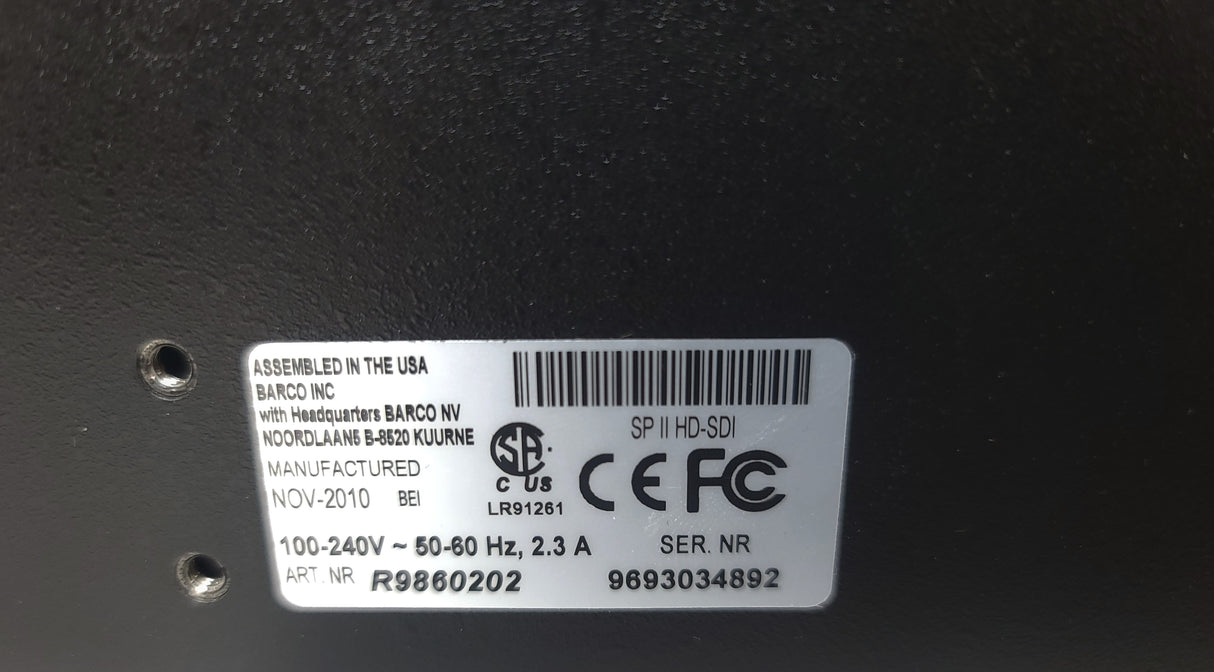 ASSEMBLED IN THE USA
BARCO INC
with Headquarters BARCO NV
NOORDLAAN5 B-8520 KUURNE
MANUFACTURED
NOV-2010 BEI
SP II HD-SDI
SA
C US
LR91261
CE FC
100-240V ~ 50-60 Hz, 2.3 A
SER. NR
ART. NR R9860202
9693034892